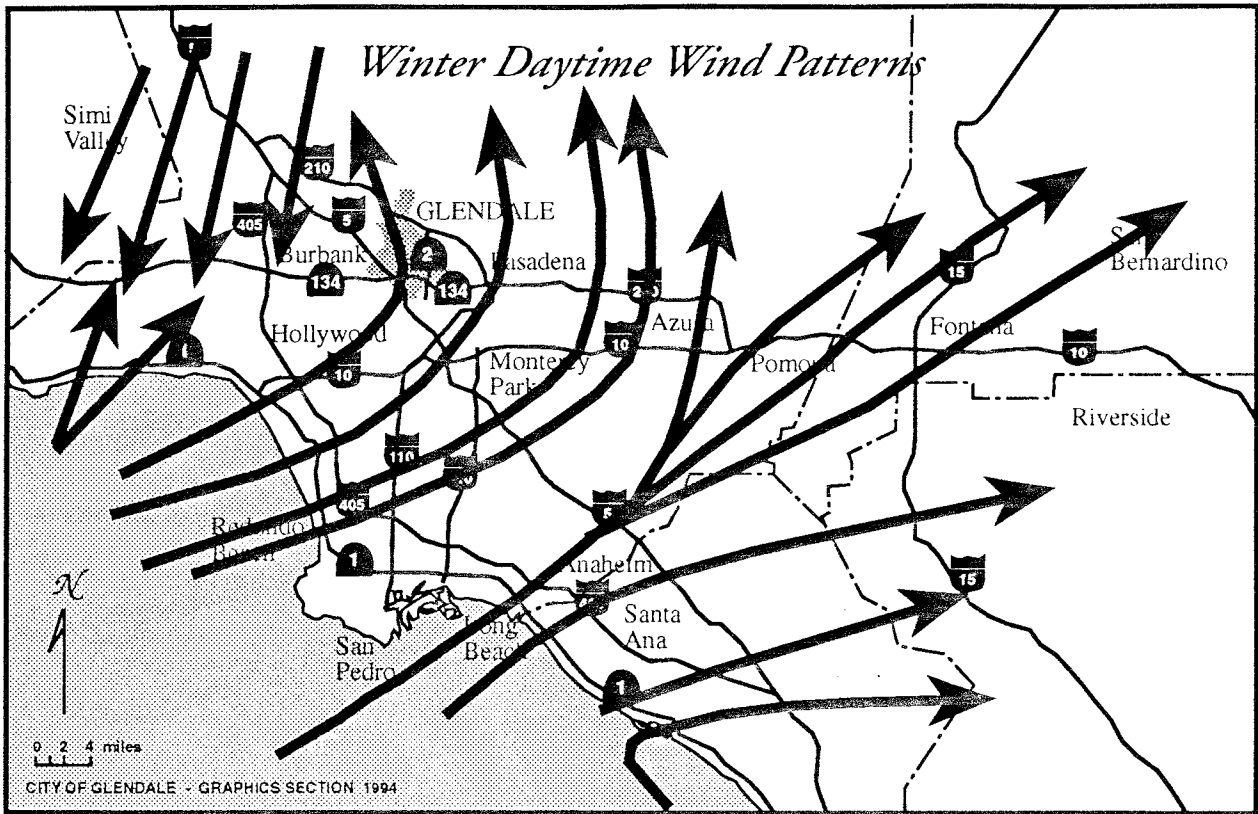 Winter Daytime Wind Patterns
Simi
Valley
210
405
5
GLENDALE
Burbank
2
Pasadena
134
134
15
San
Bernardino
Hollywood
1
10
10
Azusa
Fontana
10
Monterey
Park
Pomona
Riverside
110
405
5
Redondo
Beach
1
Anaheim
15
N
San
Pedro
Long
Beach
Santa
Ana
1
0 2 4 miles
CITY OF GLENDALE - GRAPHICS SECTION 1994